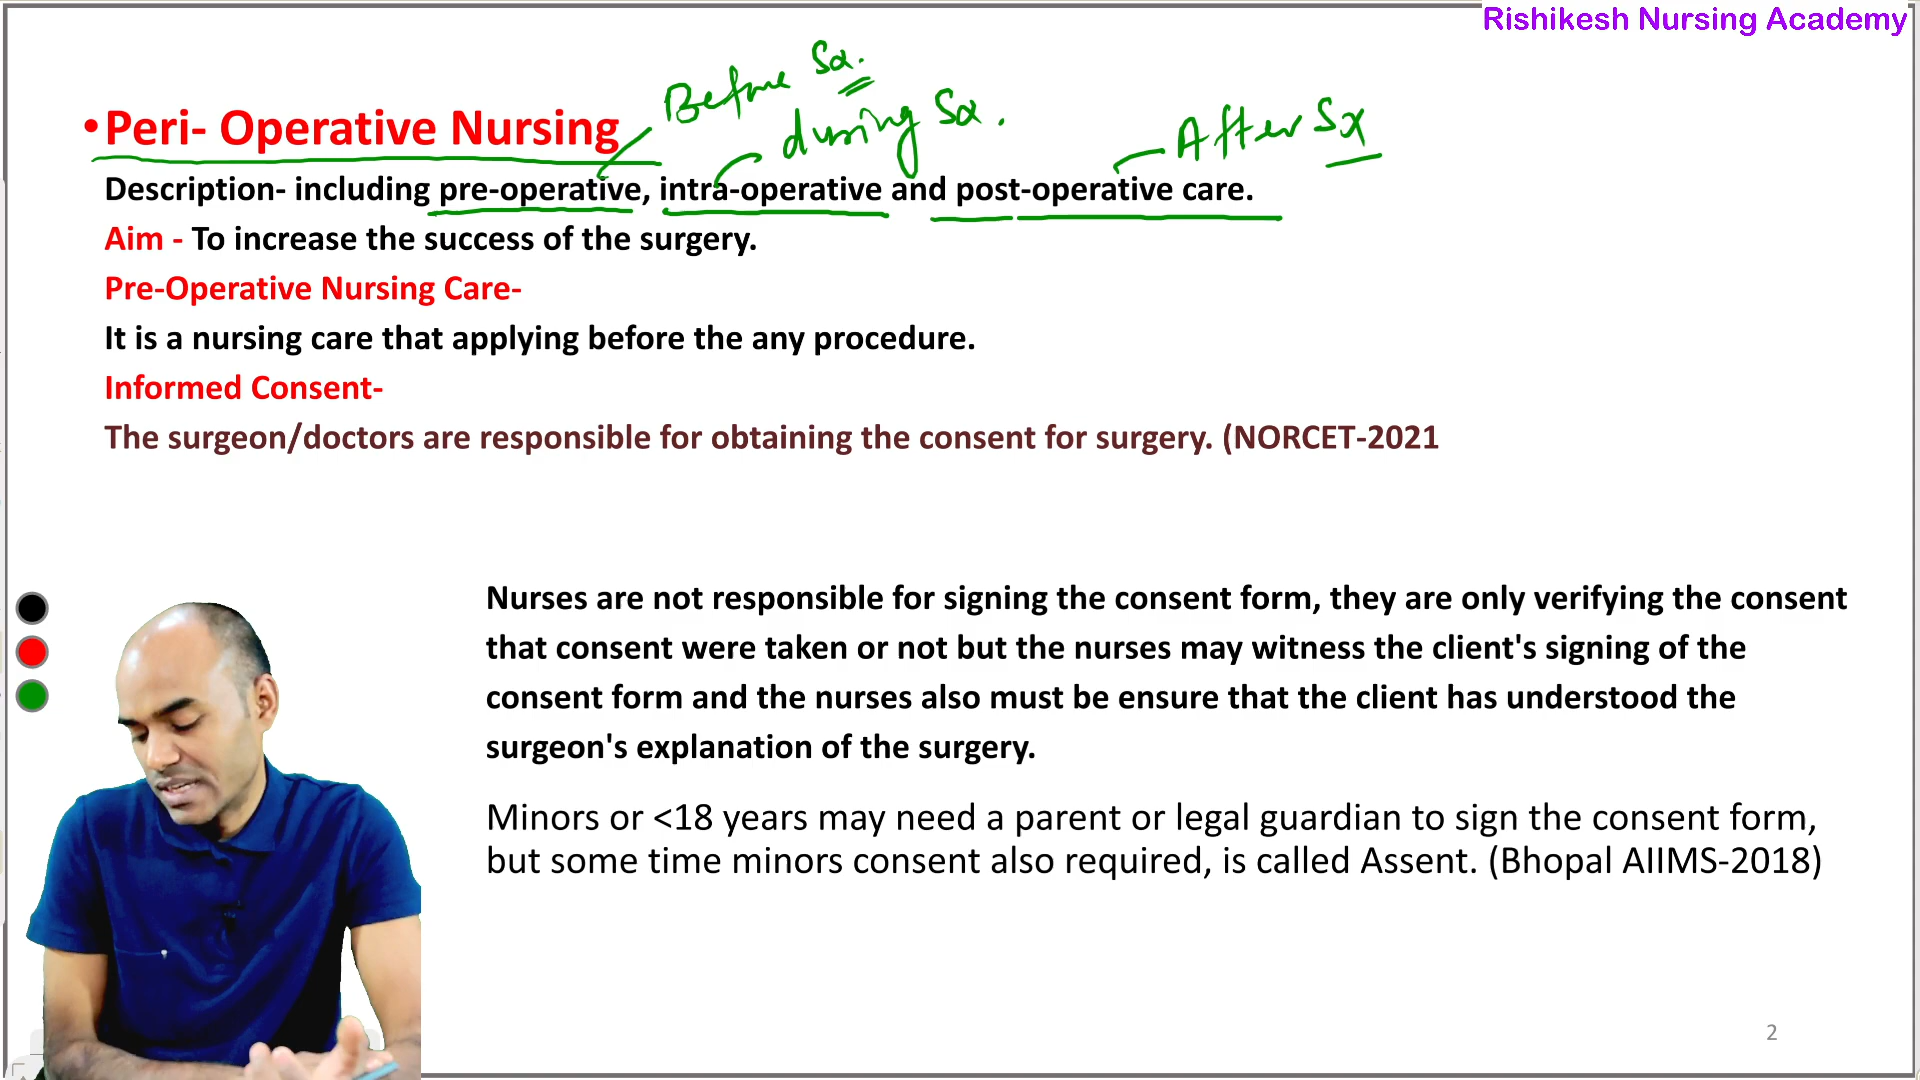 Rishikesh Nursing Academy
Before Sx.
during Sx.
After Sx
•Peri- Operative Nursing
Description- including pre-operative, intra-operative and post-operative care.
Aim - To increase the success of the surgery.
Pre-Operative Nursing Care-
It is a nursing care that applying before the any procedure.
Informed Consent-
The surgeon/doctors are responsible for obtaining the consent for surgery. (NORCET-2021
Nurses are not responsible for signing the consent form, they are only verifying the consent
that consent were taken or not but the nurses may witness the client's signing of the
consent form and the nurses also must be ensure that the client has understood the
surgeon's explanation of the surgery.
Minors or <18 years may need a parent or legal guardian to sign the consent form,
but some time minors consent also required, is called Assent. (Bhopal AIIMS-2018)
2